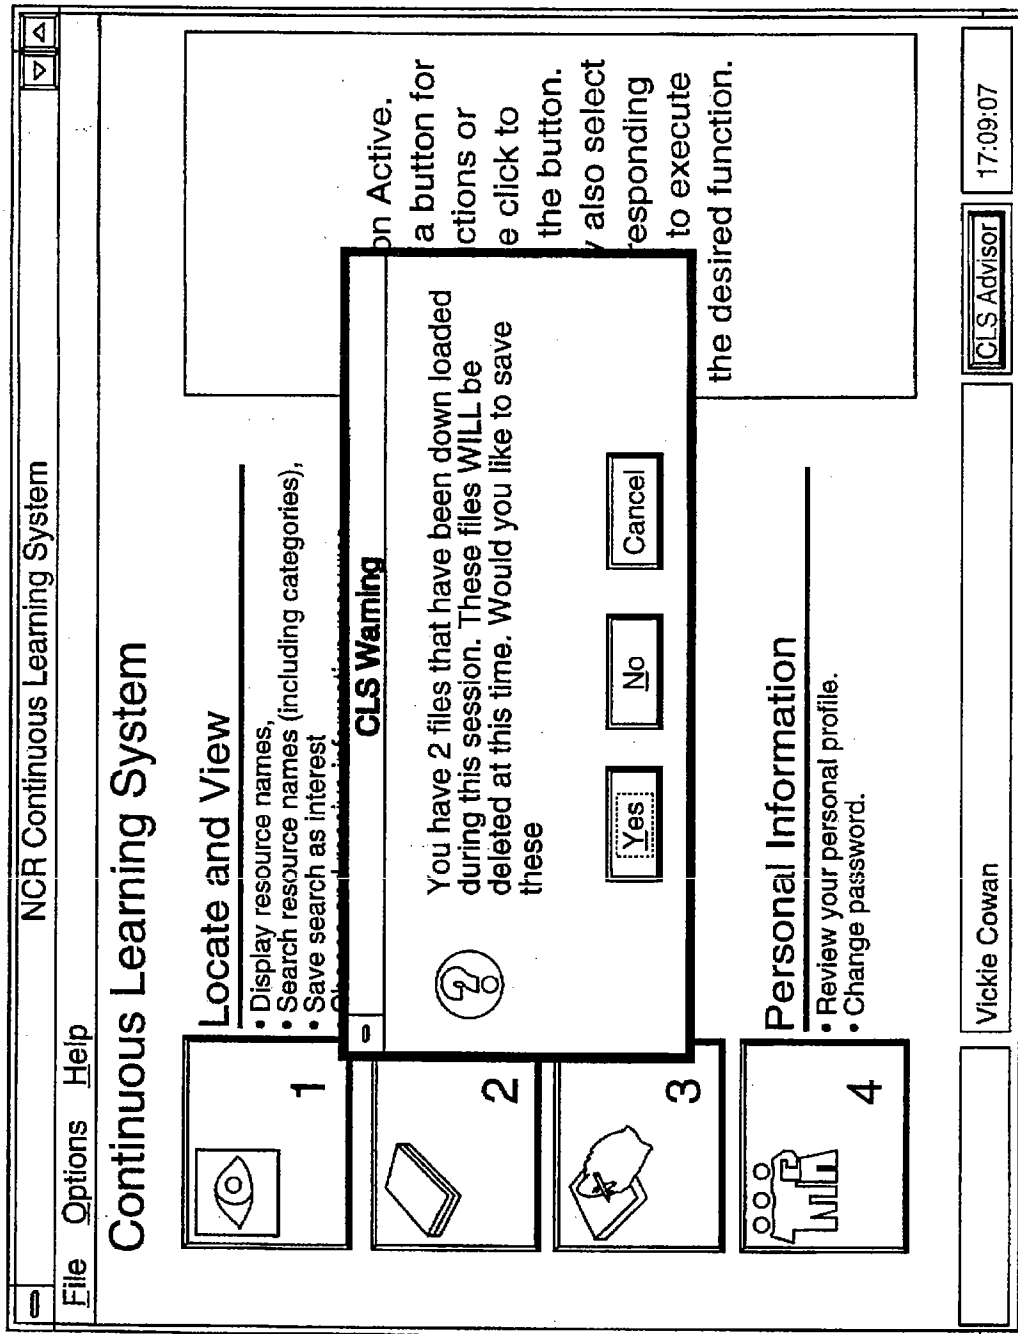 NCR Continuous Learning System
File Options Help
Continuous Learning System
1
Locate and View
• Display resource names,
• Search resource names (including categories),
• Save search as interest
2
3
4
Personal Information
• Review your personal profile.
• Change password.
on Active.
a button for
ctions or
e click to
the button.
also select
responding
to execute
the desired function.
CLS Warning
You have 2 files that have been down loaded
during this session. These files WILL be
deleted at this time. Would you like to save
these
Yes No Cancel
Vickie Cowan CLS Advisor 17:09:07